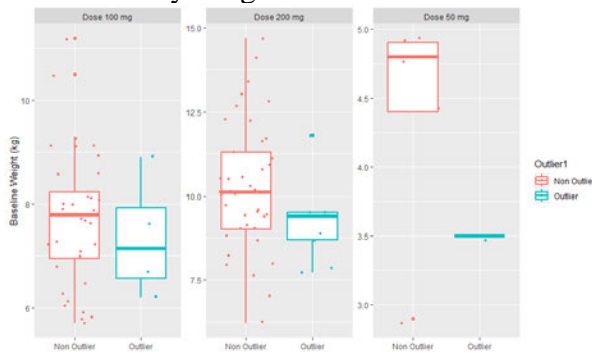 Dose 100 mg
Dose 200 mg
Dose 50 mg
Baseline Weight (kg)
10
8
6
15.0
12.5
10.0
7.5
5.0
4.5
4.0
3.5
3.0
Non Outlier
Outlier
Non Outlier
Outlier
Non Outlier
Outlier
Outlier1
Non Outlie
Outlier